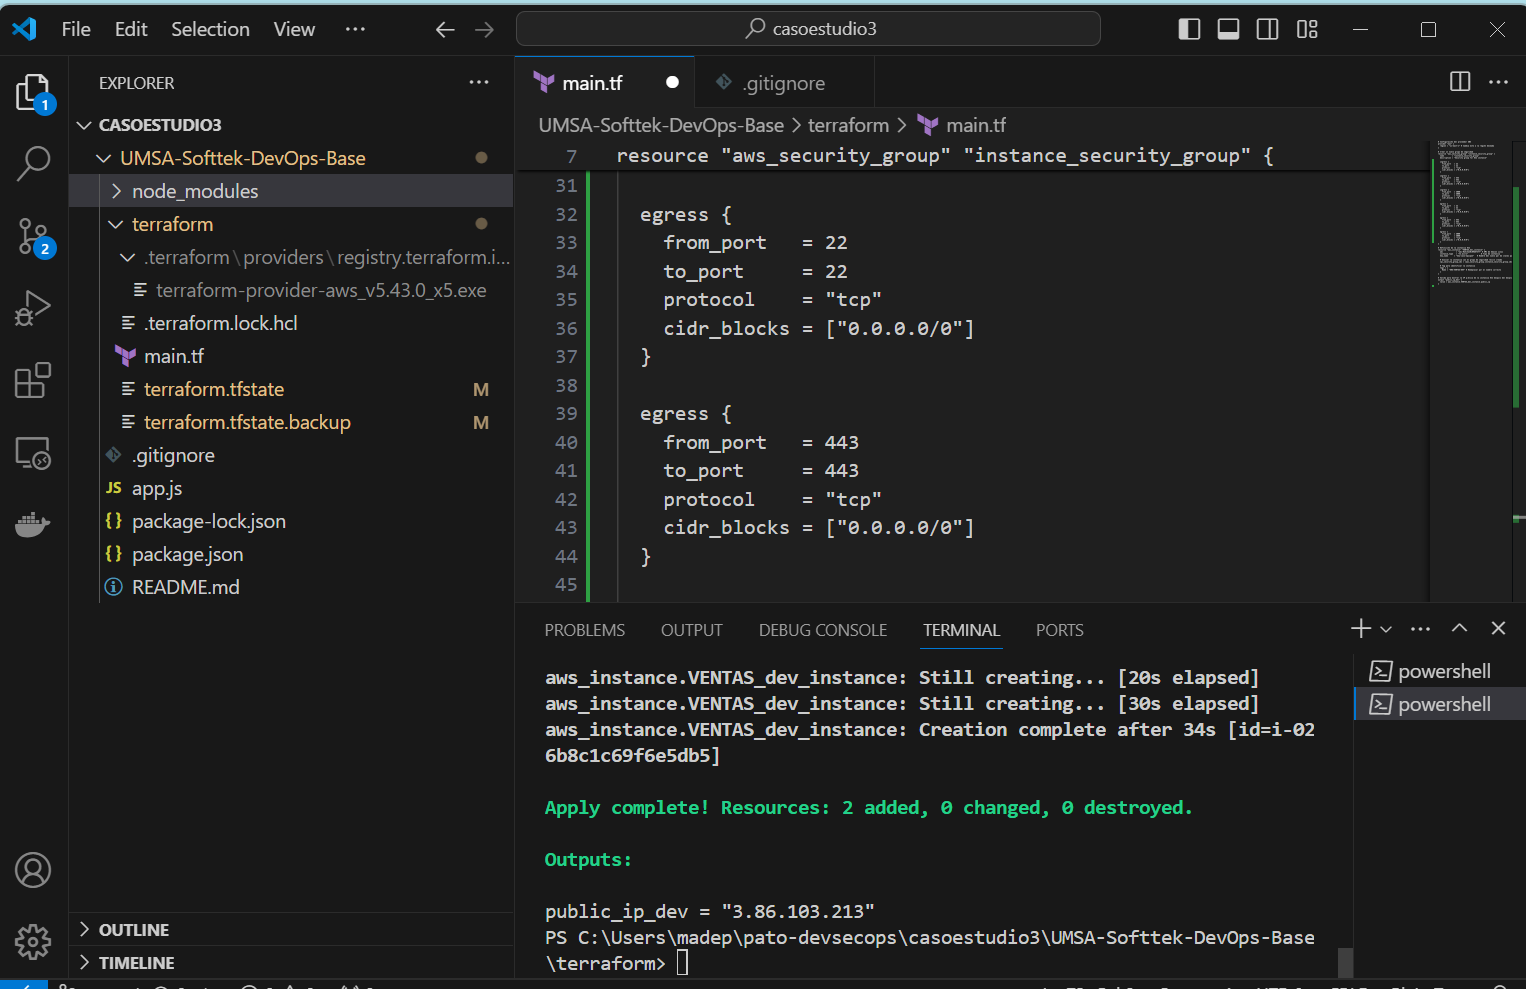 File Edit Selection View ··· casoestudio3
EXPLORER
CASOESTUDIO3
UMSA-Softtek-DevOps-Base
node_modules
terraform
.terraform\providers\registry.terraform.i...
terraform-provider-aws_v5.43.0_x5.exe
.terraform.lock.hcl
main.tf
terraform.tfstate M
terraform.tfstate.backup M
.gitignore
JS app.js
{} package-lock.json
{} package.json
README.md
OUTLINE
TIMELINE
1
2
main.tf .gitignore
UMSA-Softtek-DevOps-Base > terraform > main.tf
7 resource "aws_security_group" "instance_security_group" {
31
32 egress {
33 from_port = 22
34 to_port = 22
35 protocol = "tcp"
36 cidr_blocks = ["0.0.0.0/0"]
37 }
38
39 egress {
40 from_port = 443
41 to_port = 443
42 protocol = "tcp"
43 cidr_blocks = ["0.0.0.0/0"]
44 }
45
PROBLEMS OUTPUT DEBUG CONSOLE TERMINAL PORTS
aws_instance.VENTAS_dev_instance: Still creating... [20s elapsed]
aws_instance.VENTAS_dev_instance: Still creating... [30s elapsed]
aws_instance.VENTAS_dev_instance: Creation complete after 34s [id=i-02
6b8c1c69f6e5db5]
Apply complete! Resources: 2 added, 0 changed, 0 destroyed.
Outputs:
public_ip_dev = "3.86.103.213"
PS C:\Users\madep\pato-devsecops\casoestudio3\UMSA-Softtek-DevOps-Base
\terraform>
powershell
powershell